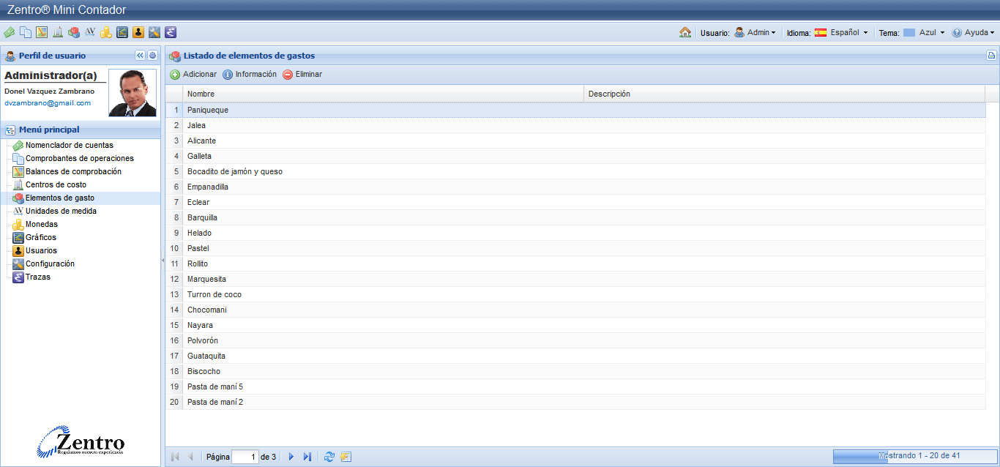 Zentro® Mini Contador
Usuario: Admin Idioma: Español Tema: Azul Ayuda
Perfil de usuario
Administrador(a)
Donel Vazquez Zambrano
dvzambrano@gmail.com
Menú principal
Nomenclador de cuentas
Comprobantes de operaciones
Balances de comprobación
Centros de costo
Elementos de gasto
Unidades de medida
Monedas
Gráficos
Usuarios
Configuración
Trazas
Zentro
Regalamos nuestra experiencia
Listado de elementos de gastos
Adicionar Información Eliminar
Nombre Descripción
1 Paniqueque
2 Jalea
3 Alicante
4 Galleta
5 Bocadito de jamón y queso
6 Empanadilla
7 Eclear
8 Barquilla
9 Helado
10 Pastel
11 Rollito
12 Marquesita
13 Turron de coco
14 Chocomani
15 Nayara
16 Polvorón
17 Guataquita
18 Biscocho
19 Pasta de maní 5
20 Pasta de maní 2
Página 1 de 3
Mostrando 1 - 20 de 41